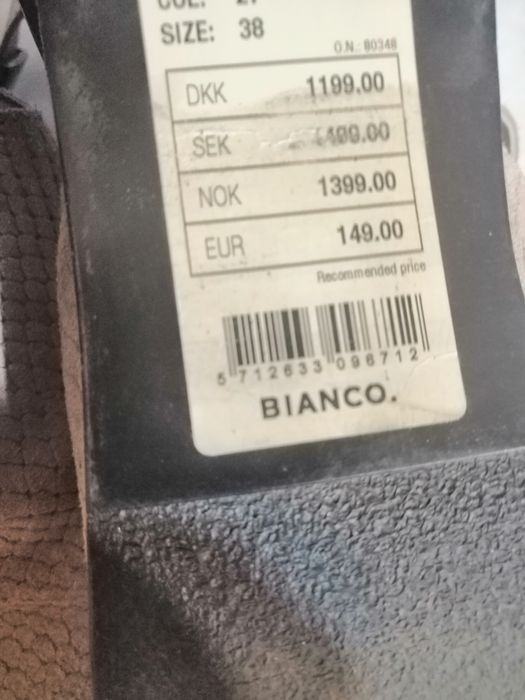 SIZE: 38
O.N.: 80348
DKK 1199.00
SEK
NOK 1399.00
EUR 149.00
Recommended price
5 712633 096712
BIANCO.